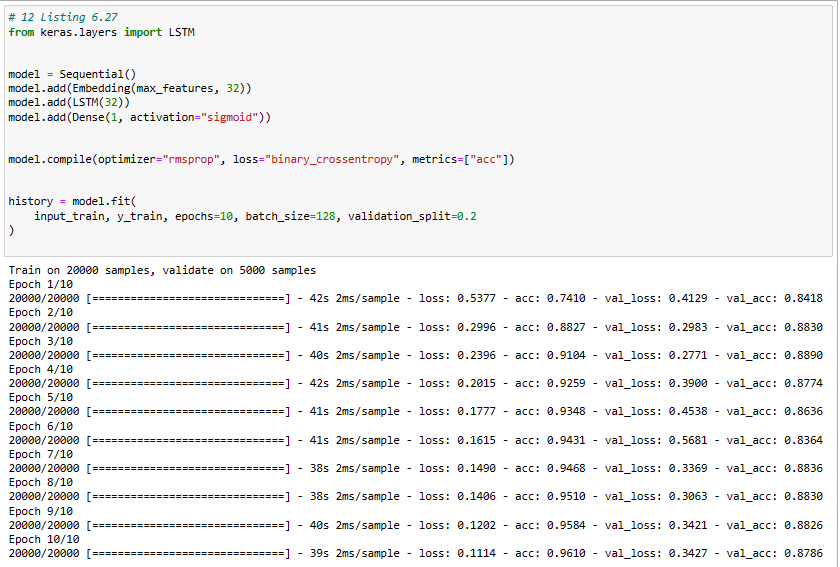 # 12 Listing 6.27
from keras.layers import LSTM
model = Sequential()
model.add(Embedding(max_features, 32))
model.add(LSTM(32))
model.add(Dense(1, activation="sigmoid"))
model.compile(optimizer="rmsprop", loss="binary_crossentropy", metrics=["acc"])
history = model.fit(
    input_train, y_train, epochs=10, batch_size=128, validation_split=0.2
)
Train on 20000 samples, validate on 5000 samples
Epoch 1/10
20000/20000 [==============================] - 42s 2ms/sample - loss: 0.5377 - acc: 0.7410 - val_loss: 0.4129 - val_acc: 0.8418
Epoch 2/10
20000/20000 [==============================] - 41s 2ms/sample - loss: 0.2996 - acc: 0.8827 - val_loss: 0.2983 - val_acc: 0.8830
Epoch 3/10
20000/20000 [==============================] - 40s 2ms/sample - loss: 0.2396 - acc: 0.9104 - val_loss: 0.2771 - val_acc: 0.8890
Epoch 4/10
20000/20000 [==============================] - 42s 2ms/sample - loss: 0.2015 - acc: 0.9259 - val_loss: 0.3900 - val_acc: 0.8774
Epoch 5/10
20000/20000 [==============================] - 41s 2ms/sample - loss: 0.1777 - acc: 0.9348 - val_loss: 0.4538 - val_acc: 0.8636
Epoch 6/10
20000/20000 [==============================] - 41s 2ms/sample - loss: 0.1615 - acc: 0.9431 - val_loss: 0.5681 - val_acc: 0.8364
Epoch 7/10
20000/20000 [==============================] - 38s 2ms/sample - loss: 0.1490 - acc: 0.9468 - val_loss: 0.3369 - val_acc: 0.8836
Epoch 8/10
20000/20000 [==============================] - 38s 2ms/sample - loss: 0.1406 - acc: 0.9510 - val_loss: 0.3063 - val_acc: 0.8830
Epoch 9/10
20000/20000 [==============================] - 40s 2ms/sample - loss: 0.1202 - acc: 0.9584 - val_loss: 0.3421 - val_acc: 0.8826
Epoch 10/10
20000/20000 [==============================] - 39s 2ms/sample - loss: 0.1114 - acc: 0.9610 - val_loss: 0.3427 - val_acc: 0.8786